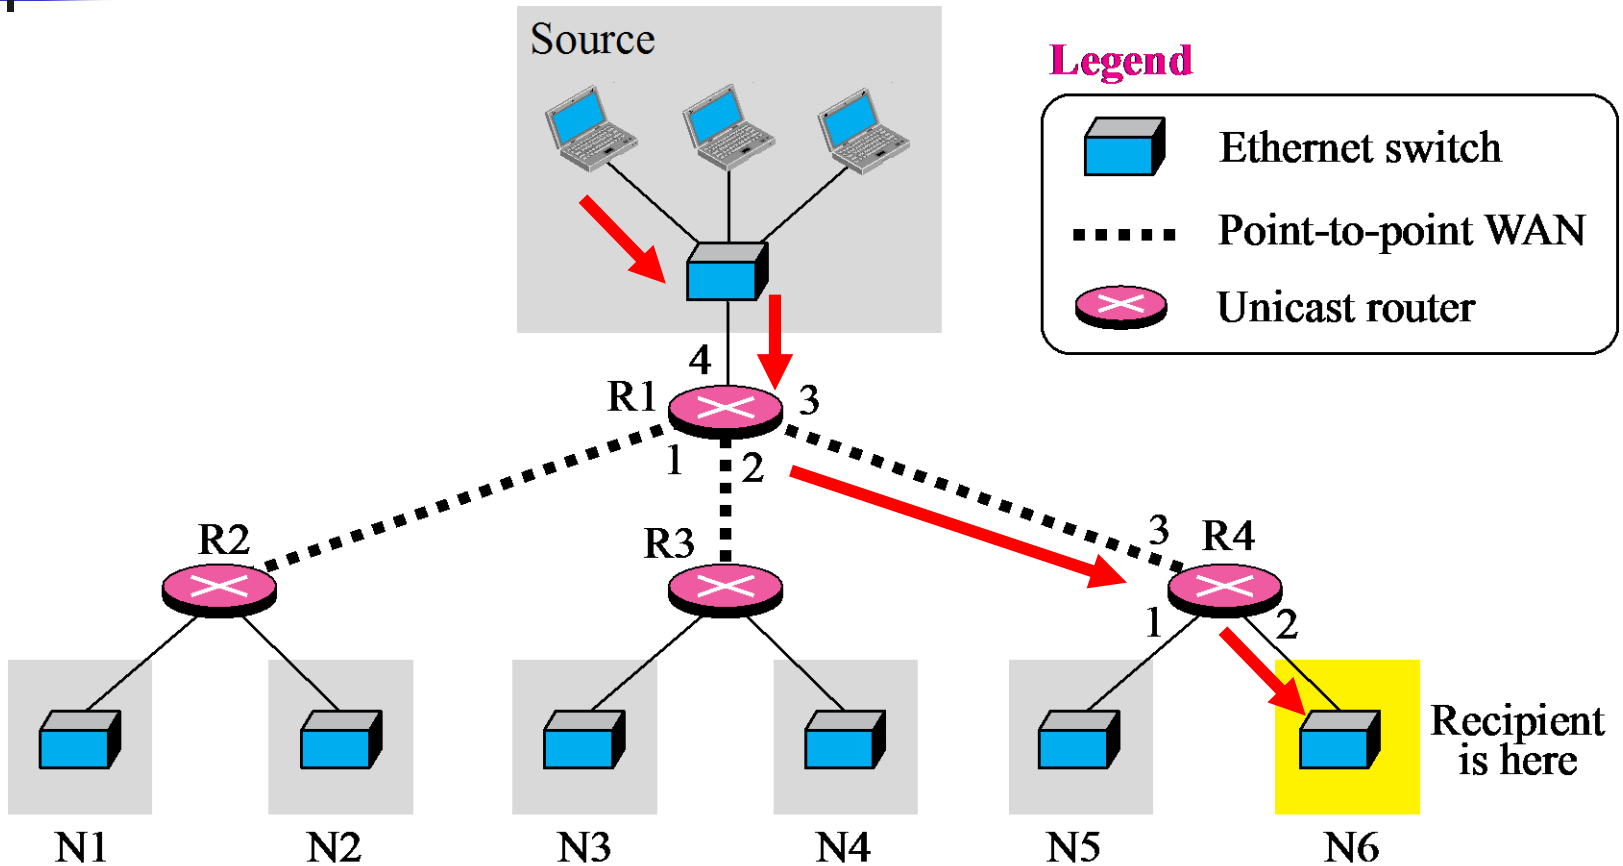 Source
Legend
Ethernet switch
Point-to-point WAN
Unicast router
4
R1
3
1
2
R2
R3
3
R4
1
2
Recipient
is here
N1
N2
N3
N4
N5
N6